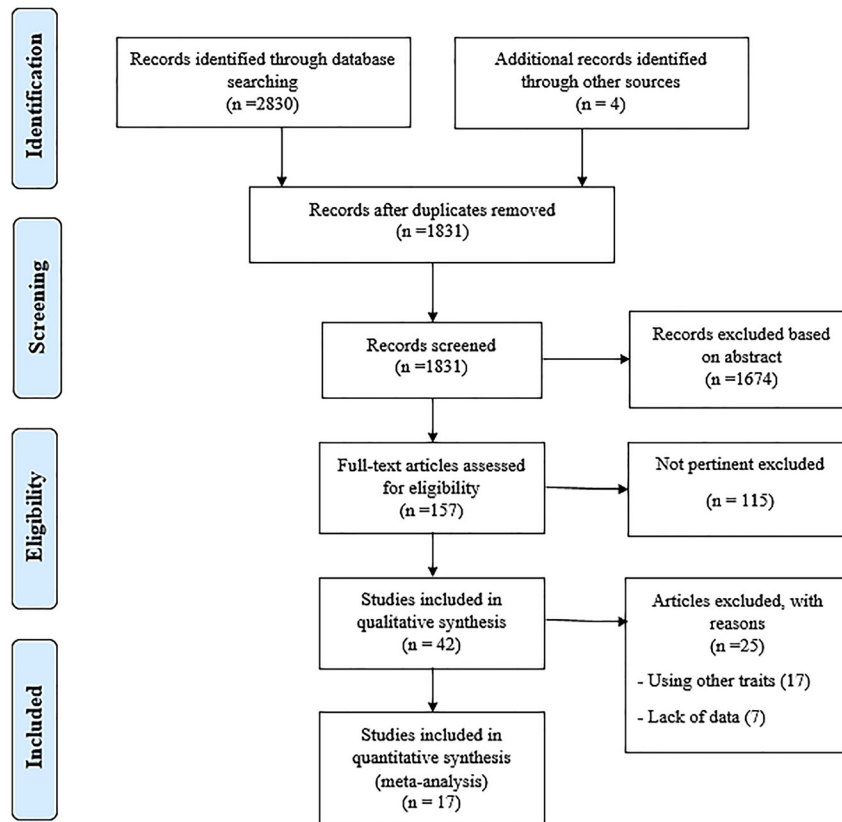 Identification
Records identified through database
searching
(n =2830)
Additional records identified
through other sources
(n = 4)
Records after duplicates removed
(n =1831)
Screening
Records screened
(n =1831)
Records excluded based
on abstract
(n =1674)
Eligibility
Full-text articles assessed
for eligibility
(n =157)
Not pertinent excluded
(n = 115)
Studies included in
qualitative synthesis
(n = 42)
Articles excluded, with
reasons
(n =25)
- Using other traits (17)
- Lack of data (7)
Included
Studies included in
quantitative synthesis
(meta-analysis)
(n = 17)